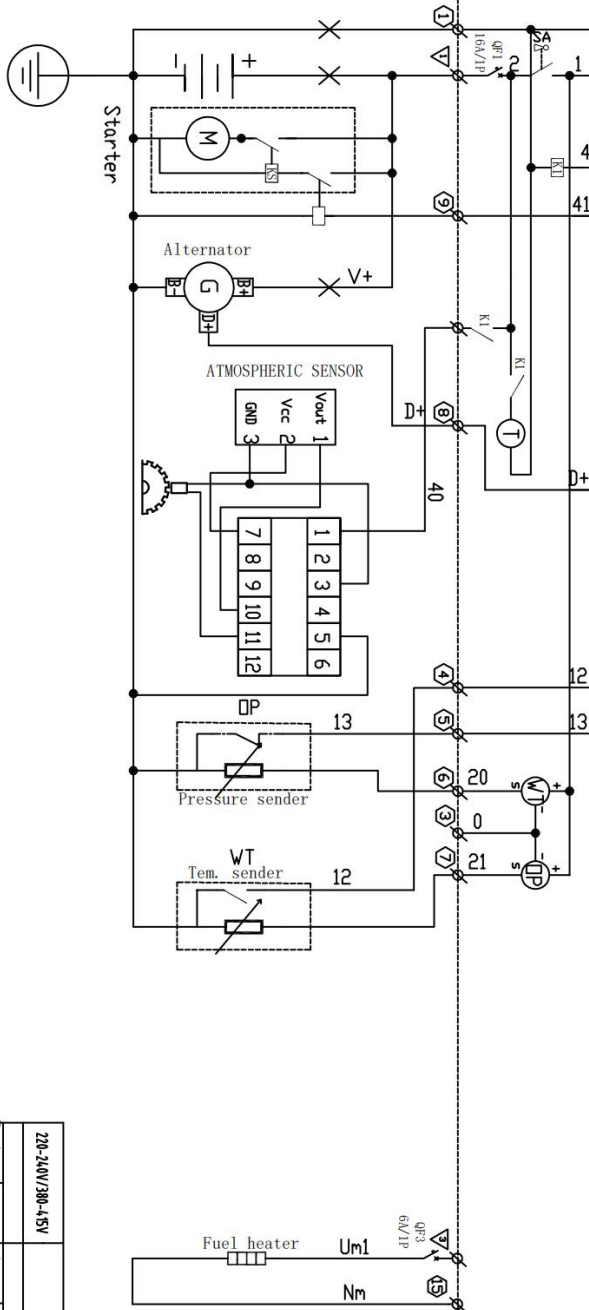 1
1
QF1
16A/1P
2
SA
1
+
-
Starter
M
KS
K1
4
9
41
Alternator
B-
G
B+
D+
V+
K1
K1
ATMOSPHERIC SENSOR
GND
Vcc
Vout
3
2
1
D+
8
T
D+
40
7
8
9
10
11
12
1
2
3
4
5
6
4
12
OP
13
5
13
Pressure sender
6
20
S
WT
+
-
3
0
-
WT
Tem. sender
12
7
21
S
OP
+
220-240V/380-415V
Fuel heater
Um1
QF3
6A/1P
3
Nm
15